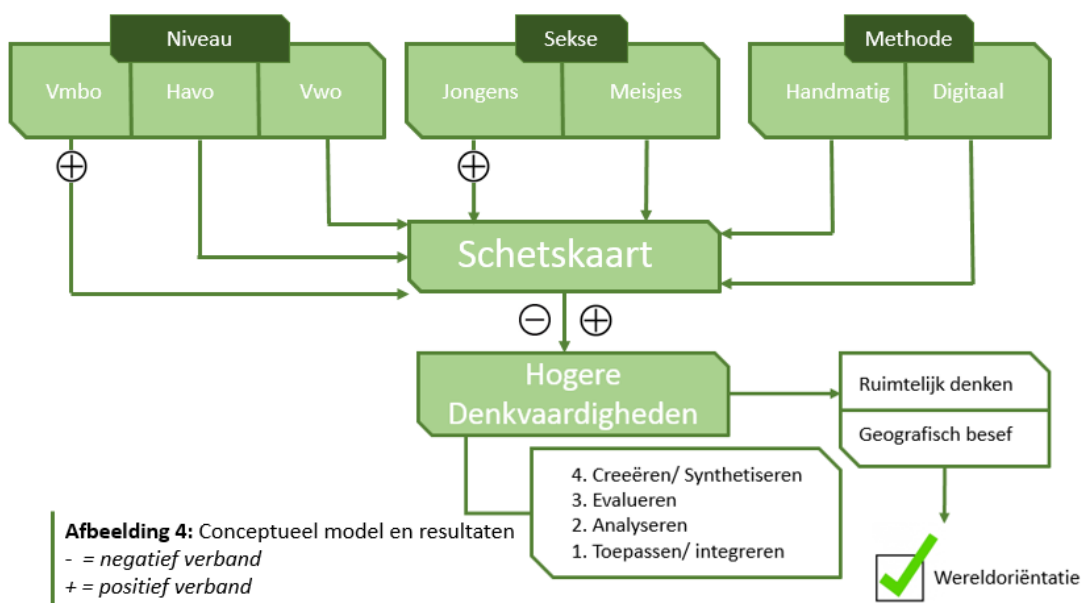 Niveau
Vmbo
Havo
Vwo
Sekse
Jongens
Meisjes
Methode
Handmatig
Digitaal
+
+
Schetskaart
−
+
Hogere
Denkvaardigheden
Ruimtelijk denken
Geografisch besef
4. Creeëren/ Synthetiseren
3. Evalueren
2. Analyseren
1. Toepassen/ integreren
Wereldoriëntatie
Afbeelding 4: Conceptueel model en resultaten
- = negatief verband
+ = positief verband